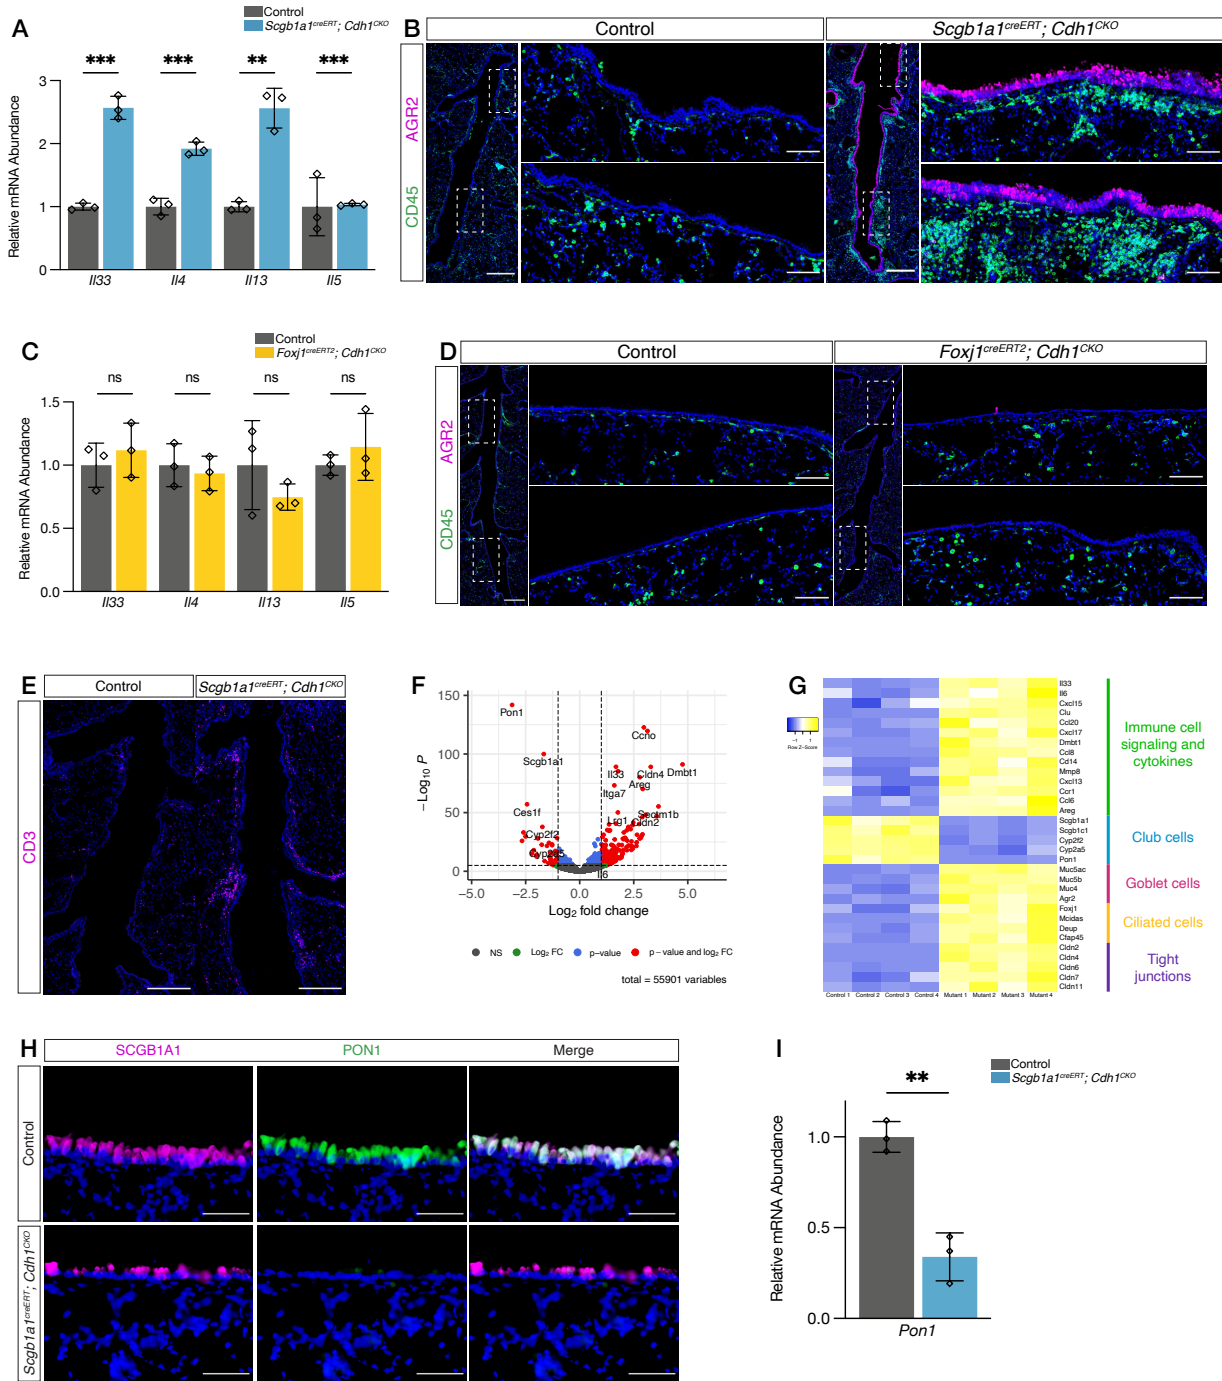 A
Control
Scgb1a1creERT; Cdh1CKO
Relative mRNA Abundance
3
2
1
0
***
***
**
***
Il33
Il4
Il13
Il5
B
Control
Scgb1a1creERT; Cdh1CKO
AGR2
CD45
C
Control
Foxj1creERT2; Cdh1CKO
Relative mRNA Abundance
1.5
1.0
0.5
0.0
ns
ns
ns
ns
Il33
Il4
Il13
Il5
D
Control
Foxj1creERT2; Cdh1CKO
AGR2
CD45
E
Control
Scgb1a1creERT; Cdh1CKO
CD3
F
−Log10 P
150
100
50
0
Pon1
Ccno
Scgb1a1
Il33
Cldn4
Dmbt1
Areg
Itga7
Ces1f
Lrg1
Cldn2
Cyp2f2
Il6
−5.0
−2.5
0.0
2.5
5.0
Log2 fold change
NS
Log2 FC
p−value
p − value and log2 FC
total = 55901 variables
G
−1
1
Row Z−Score
Il33
Il6
Cxcl15
Clu
Ccl20
Cxcl17
Dmbt1
Ccl8
Cd14
Mmp8
Cxcl13
Ccr1
Ccl6
Areg
Scgb1a1
Scgb1c1
Cyp2f2
Cyp2a5
Pon1
Muc5ac
Muc5b
Muc4
Agr2
Foxj1
Mcidas
Deup
Cfap45
Cldn2
Cldn4
Cldn6
Cldn7
Cldn11
Immune cell
signaling and
cytokines
Club cells
Goblet cells
Ciliated cells
Tight
junctions
Control 1
Control 2
Control 3
Control 4
Mutant 1
Mutant 2
Mutant 3
Mutant 4
H
SCGB1A1
PON1
Merge
Control
Scgb1a1creERT; Cdh1CKO
I
Control
Scgb1a1creERT; Cdh1CKO
**
Relative mRNA Abundance
1.0
0.5
0.0
Pon1